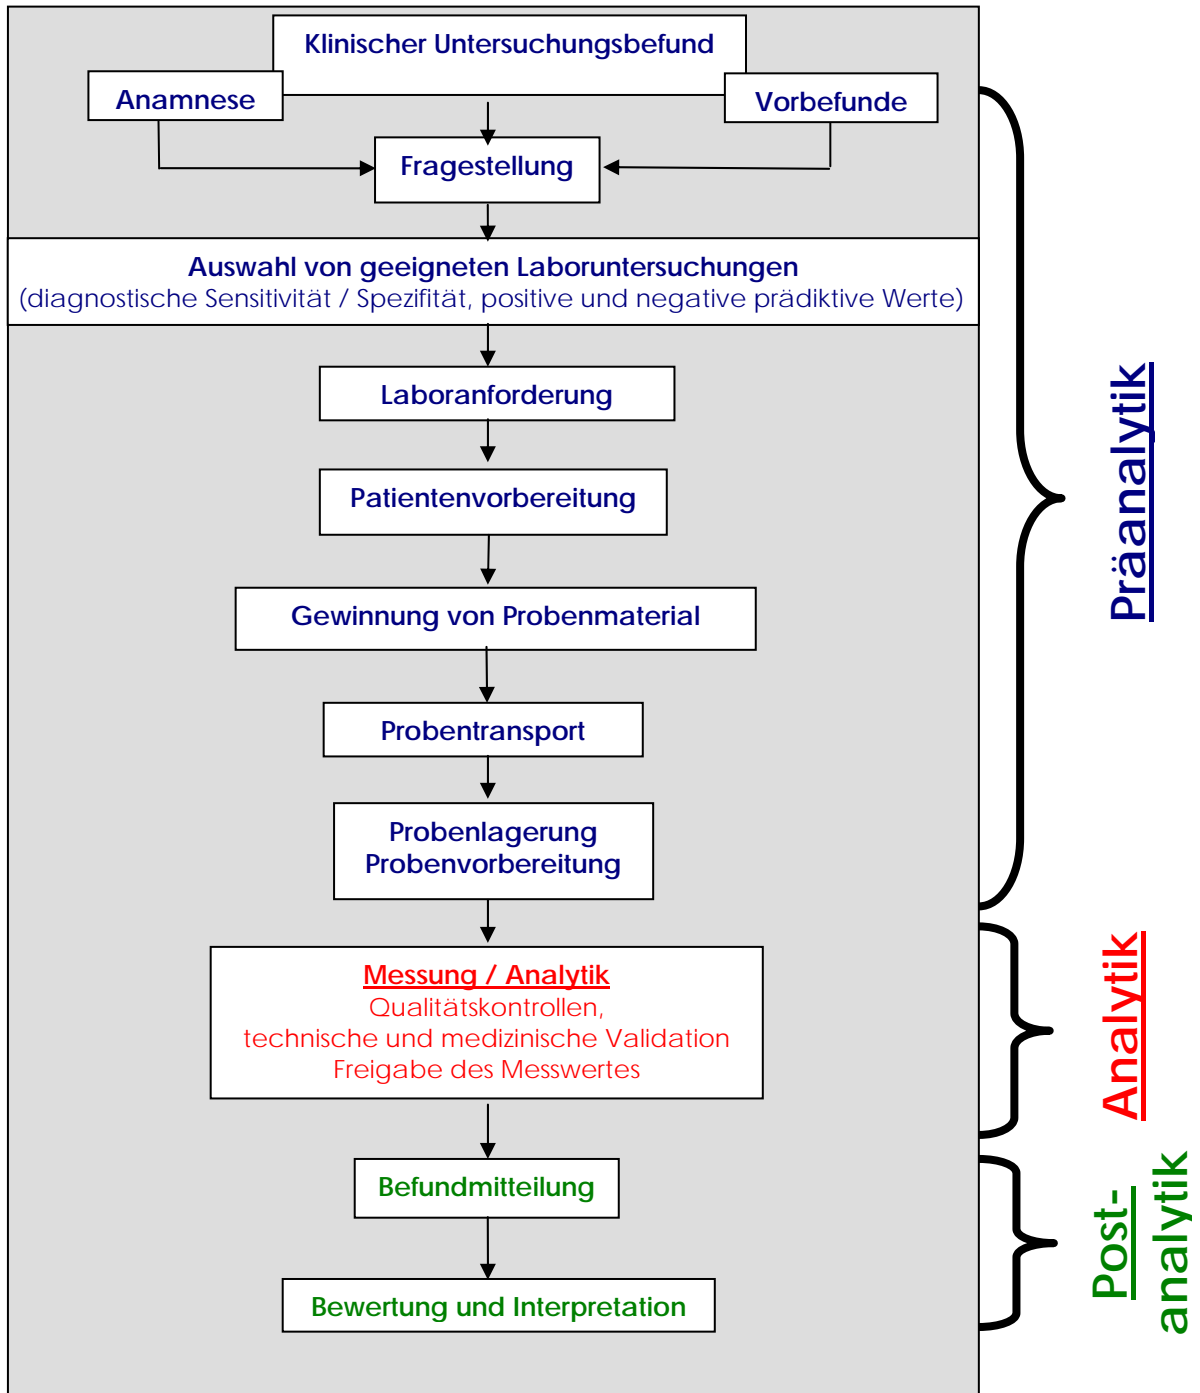 Klinischer Untersuchungsbefund
Anamnese
Vorbefunde
Fragestellung
Auswahl von geeigneten Laboruntersuchungen
(diagnostische Sensitivität / Spezifität, positive und negative prädiktive Werte)
Laboranforderung
Patientenvorbereitung
Gewinnung von Probenmaterial
Probentransport
Probenlagerung
Probenvorbereitung
Präanalytik
Messung / Analytik
Qualitätskontrollen,
technische und medizinische Validation
Freigabe des Messwertes
Analytik
Befundmitteilung
Bewertung und Interpretation
Post-
analytik